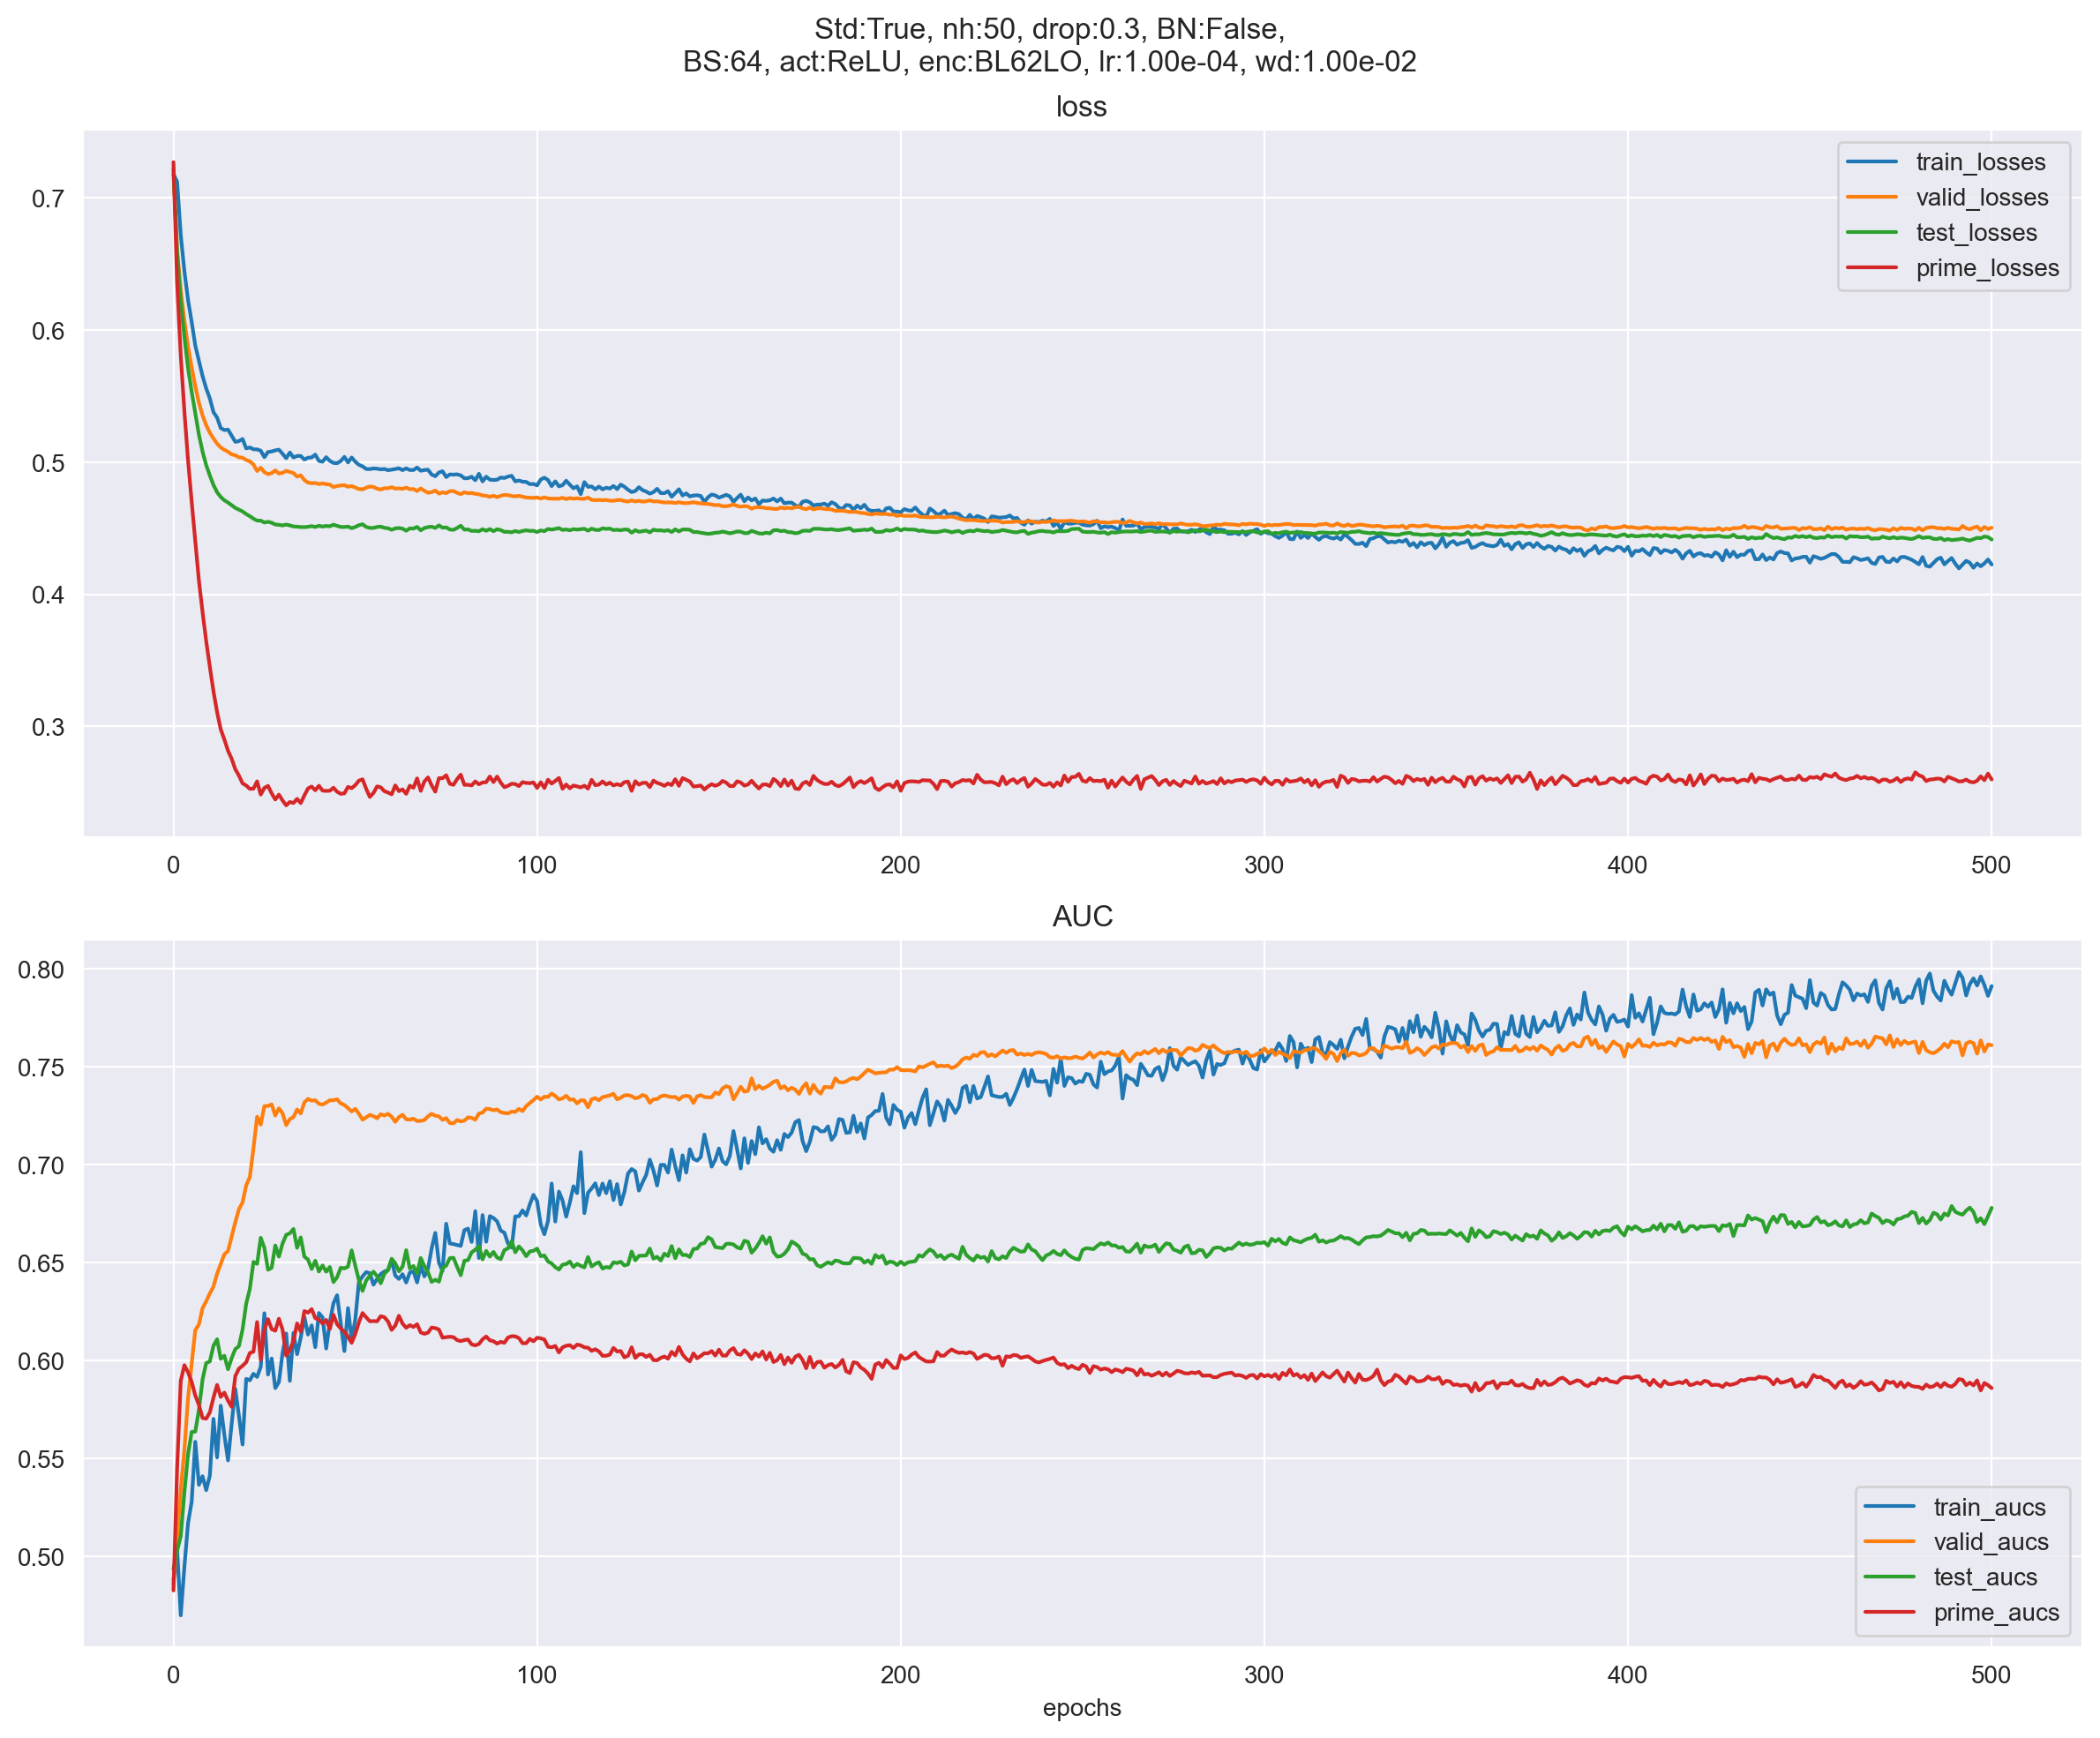 Std:True, nh:50, drop:0.3, BN:False,
BS:64, act:ReLU, enc:BL62LO, lr:1.00e-04, wd:1.00e-02
loss
0.7
0.6
0.5
0.4
0.3
train_losses
valid_losses
test_losses
prime_losses
0 100 200 300 400 500
AUC
0.80
0.75
0.70
0.65
0.60
0.55
0.50
train_aucs
valid_aucs
test_aucs
prime_aucs
0 100 200 300 400 500
epochs